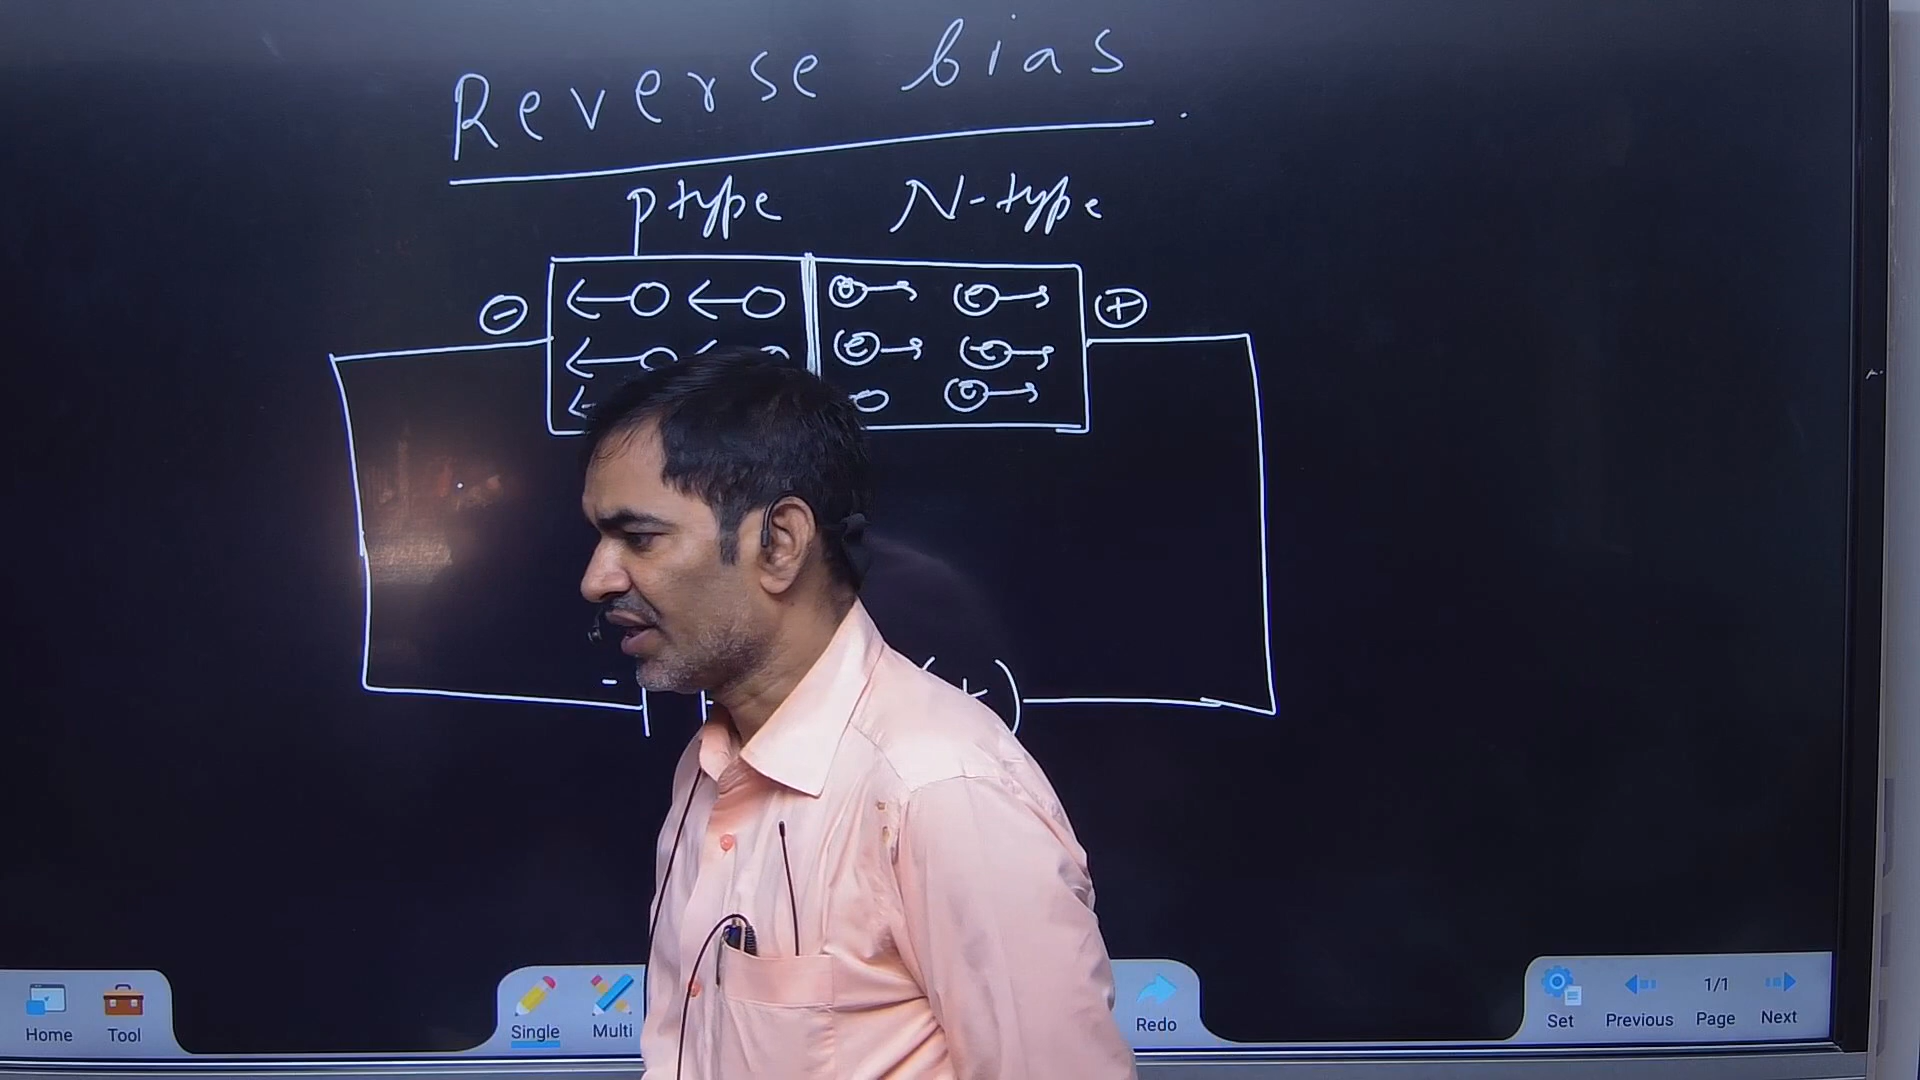 Reverse bias.
P type N-type
- +
e e
e e
e
- (+)
Home Tool Single Multi Redo Set Previous 1/1 Page Next